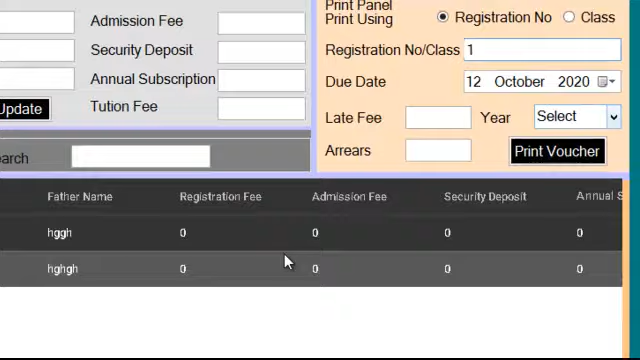 Admission Fee
Security Deposit
Annual Subscription
Tution Fee
Update
Print Panel
Print Using
Registration No
Class
Registration No/Class 1
Due Date 12 October 2020
Late Fee
Year Select
Arrears
Print Voucher
earch
Father Name Registration Fee Admission Fee Security Deposit Annual S
hggh 0 0 0 0
hghgh 0 0 0 0